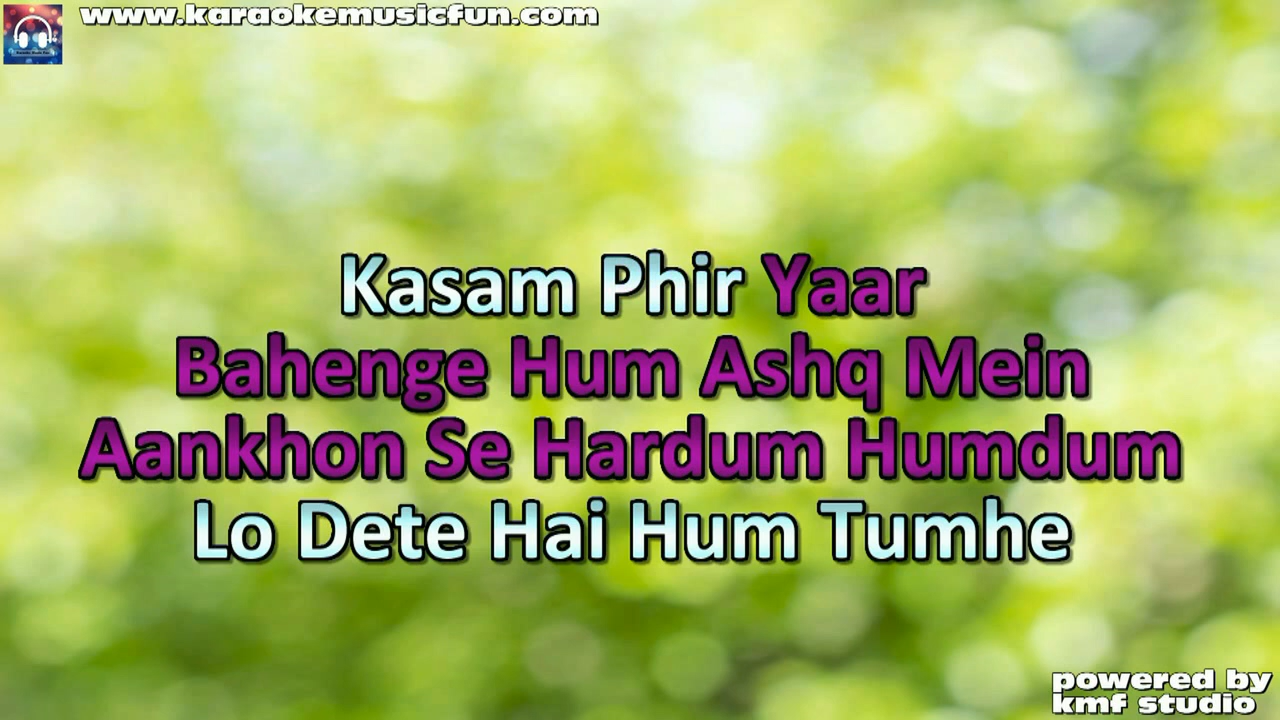 www.karaokemusicfun.com
Kasam Phir Yaar
Bahenge Hum Ashq Mein
Aankhon Se Hardum Humdum
Lo Dete Hai Hum Tumhe
powered by
kmf studio